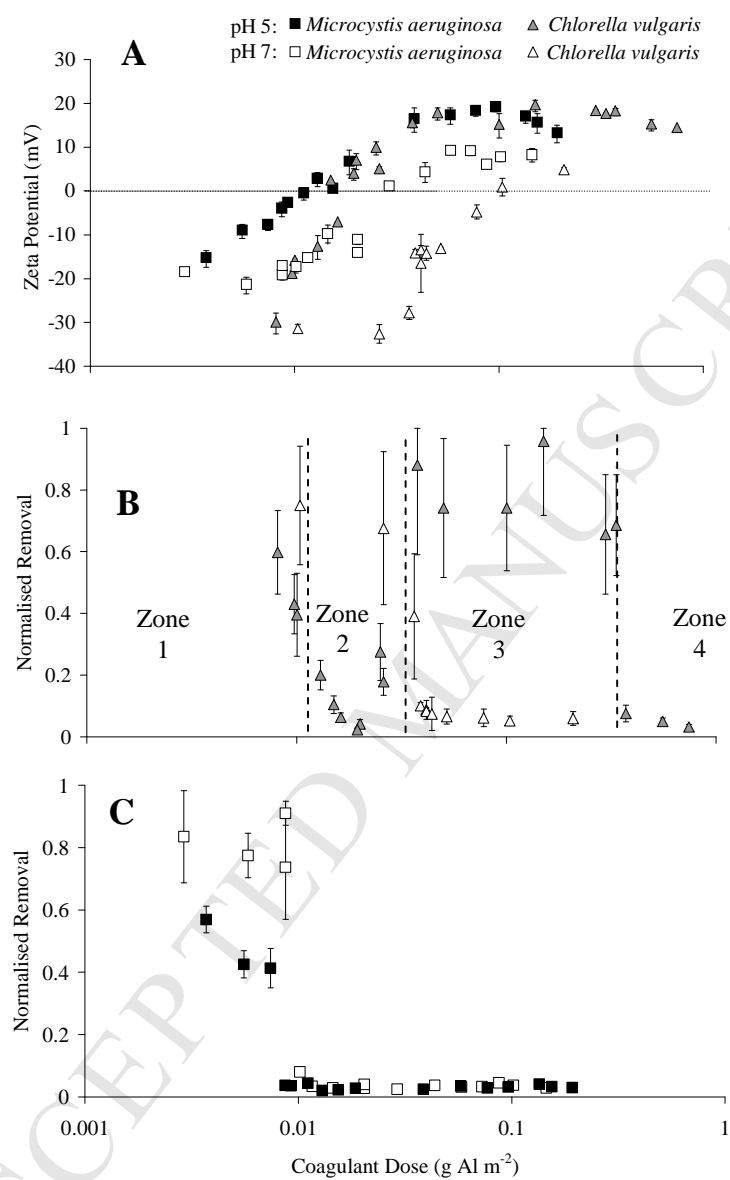 pH 5: Microcystis aeruginosa Chlorella vulgaris
pH 7: Microcystis aeruginosa Chlorella vulgaris
A
30
20
10
0
-10
-20
-30
-40
Zeta Potential (mV)
B
1
0.8
0.6
0.4
0.2
0
Normalised Removal
Zone 1
Zone 2
Zone 3
Zone 4
C
1
0.8
0.6
0.4
0.2
0
Normalised Removal
0.001 0.01 0.1 1
Coagulant Dose (g Al m-2)
CCEPTED MANUSCR